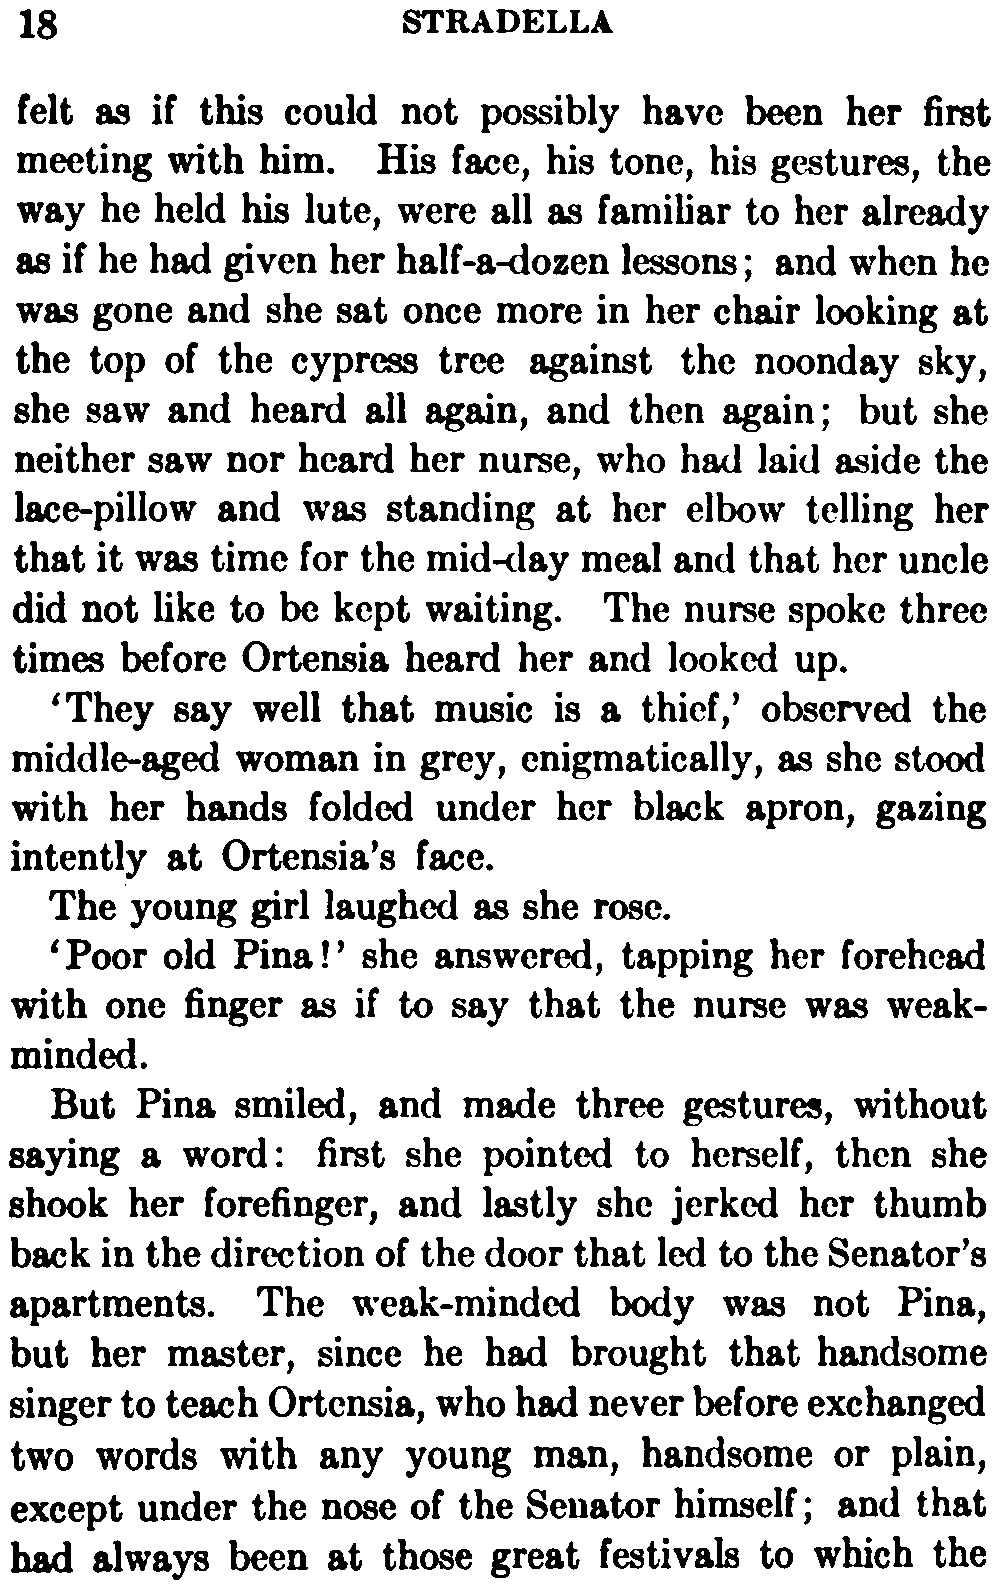 18 STRADELLA
felt as if this could not possibly have been her first
meeting with him. His face, his tone, his gestures, the
way he held his lute, were all as familiar to her already
as if he had given her half-a-dozen lessons; and when he
was gone and she sat once more in her chair looking at
the top of the cypress tree against the noonday sky,
she saw and heard all again, and then again; but she
neither saw nor heard her nurse, who had laid aside the
lace-pillow and was standing at her elbow telling her
that it was time for the mid-day meal and that her uncle
did not like to be kept waiting. The nurse spoke three
times before Ortensia heard her and looked up.
'They say well that music is a thief,' observed the
middle-aged woman in grey, enigmatically, as she stood
with her hands folded under her black apron, gazing
intently at Ortensia's face.
The young girl laughed as she rose.
'Poor old Pina!' she answered, tapping her forehead
with one finger as if to say that the nurse was weak-
minded.
But Pina smiled, and made three gestures, without
saying a word: first she pointed to herself, then she
shook her forefinger, and lastly she jerked her thumb
back in the direction of the door that led to the Senator's
apartments. The weak-minded body was not Pina,
but her master, since he had brought that handsome
singer to teach Ortensia, who had never before exchanged
two words with any young man, handsome or plain,
except under the nose of the Senator himself; and that
had always been at those great festivals to which the